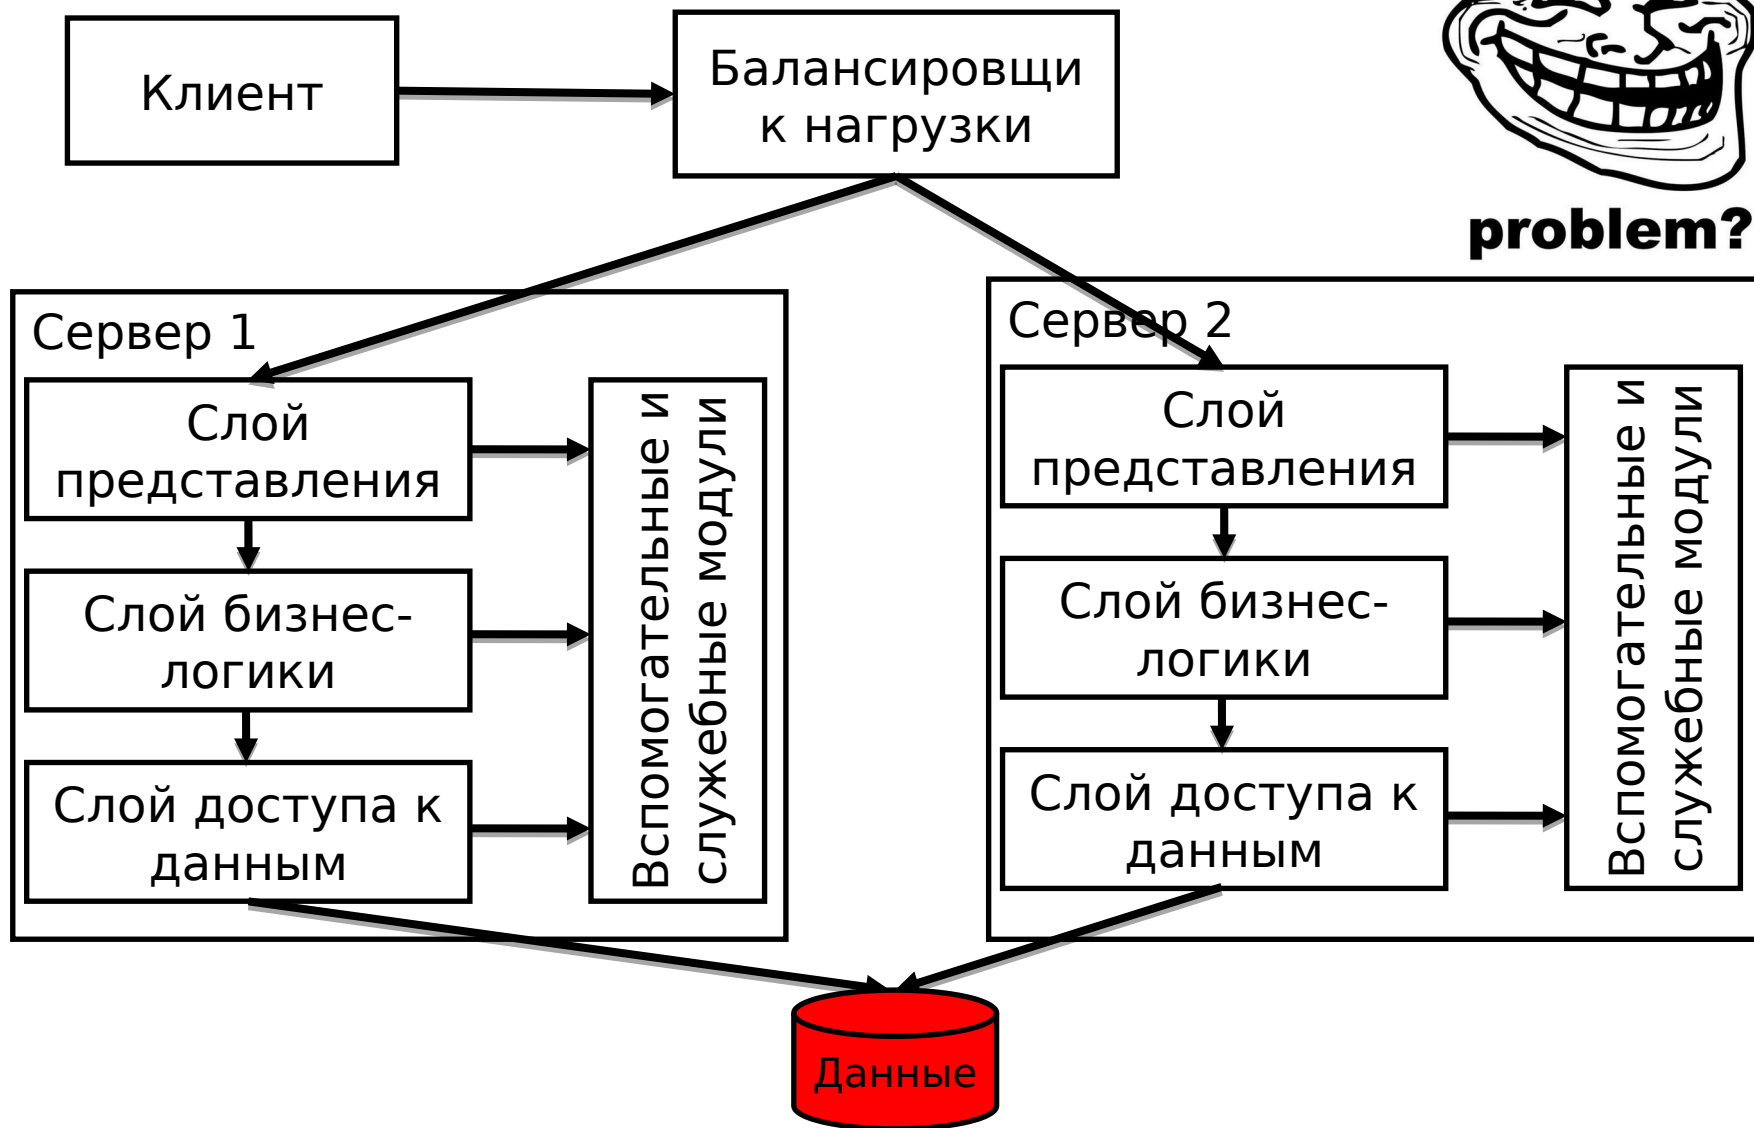 Клиент
Балансировщи
к нагрузки
problem?
Сервер 1
Слой
представления
Слой бизнес-
логики
Слой доступа к
данным
Вспомогательные и
служебные модули
Сервер 2
Слой
представления
Слой бизнес-
логики
Слой доступа к
данным
Вспомогательные и
служебные модули
Данные